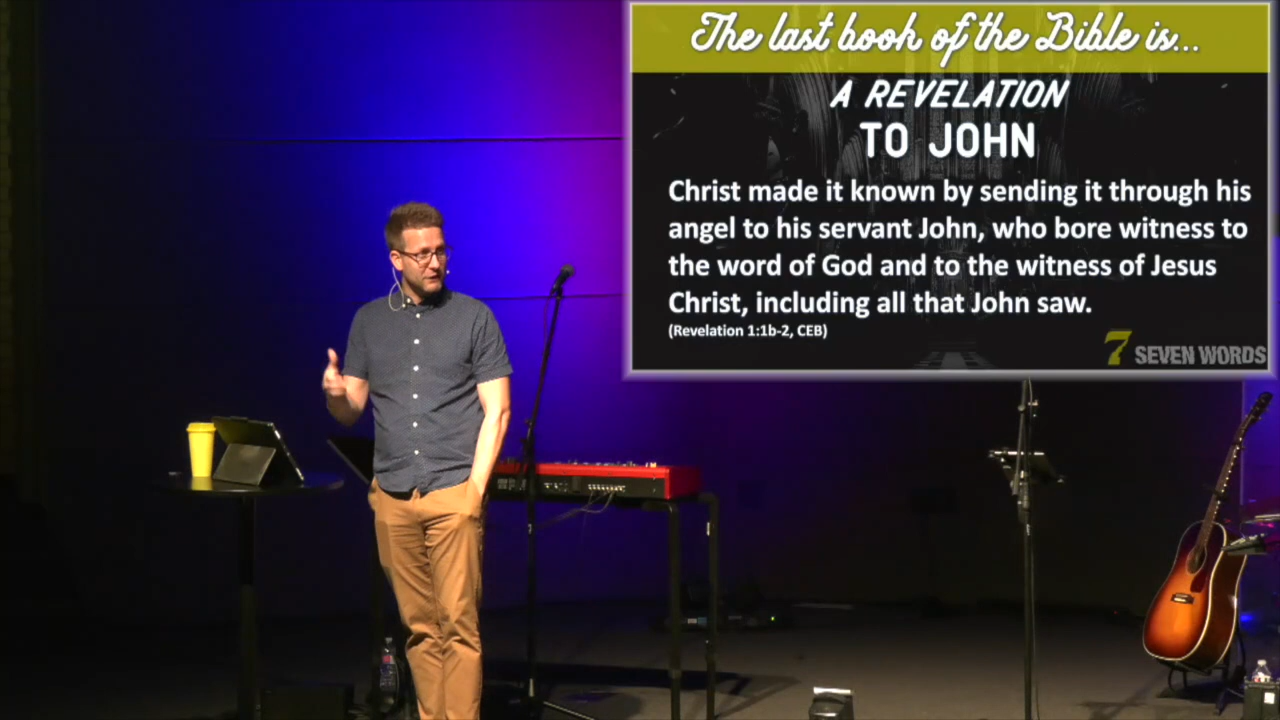 The last book of the Bible is...
A REVELATION
TO JOHN
Christ made it known by sending it through his
angel to his servant John, who bore witness to
the word of God and to the witness of Jesus
Christ, including all that John saw.
(Revelation 1:1b-2, CEB)
7 SEVEN WORDS